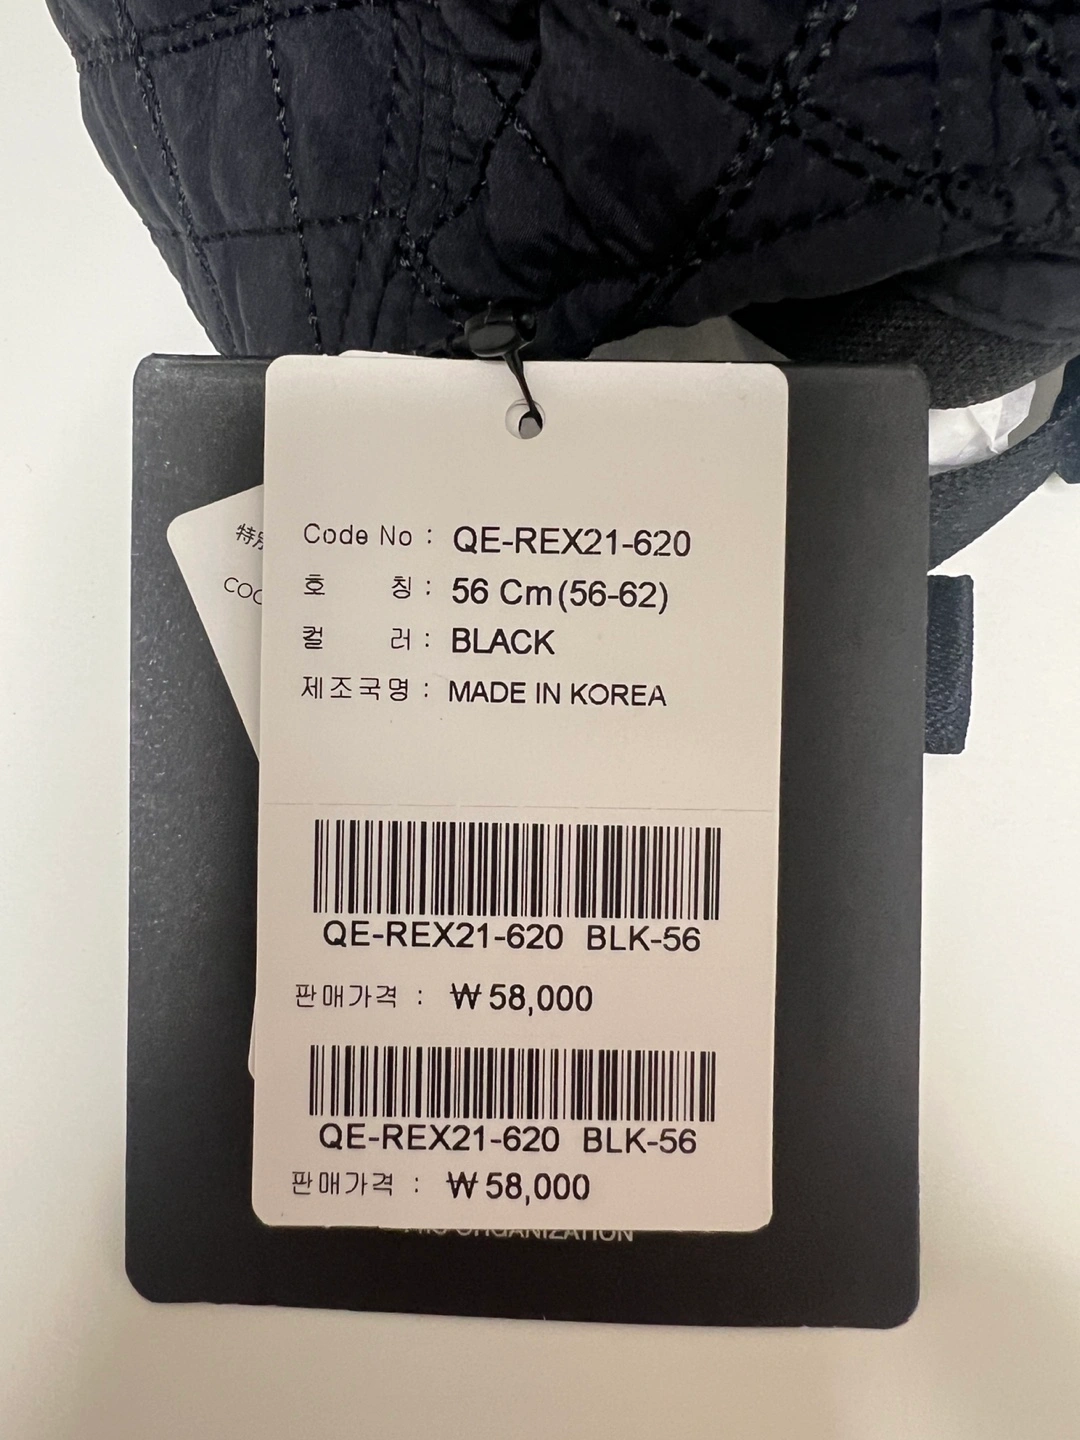 Code No : QE-REX21-620
호 칭 : 56 Cm(56-62)
컬 러 : BLACK
제조국명 : MADE IN KOREA
QE-REX21-620 BLK-56
판매가격 : ₩58,000
QE-REX21-620 BLK-56
판매가격 : ₩58,000
ORGANIZATION